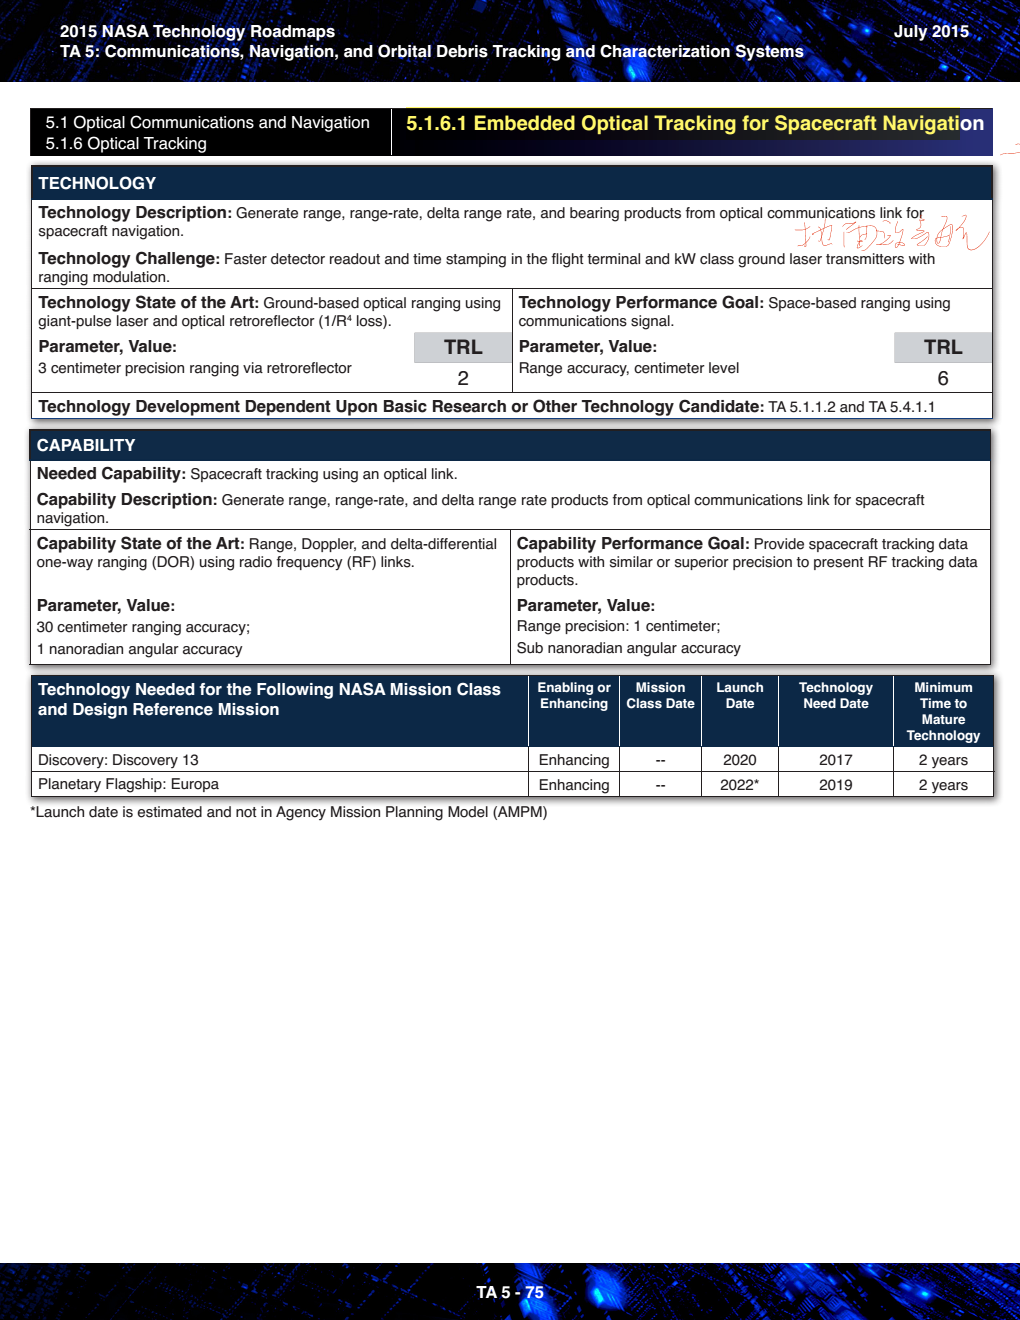 2015 NASA Technology Roadmaps
July 2015
TA 5: Communications, Navigation, and Orbital Debris Tracking and Characterization Systems
5.1 Optical Communications and Navigation
5.1.6 Optical Tracking
5.1.6.1 Embedded Optical Tracking for Spacecraft Navigation
TECHNOLOGY
Technology Description: Generate range, range-rate, delta range rate, and bearing products from optical communications link for
spacecraft navigation.
地面
航
Technology Challenge: Faster detector readout and time stamping in the flight terminal and kW class ground laser transmitters with
ranging modulation.
Technology State of the Art: Ground-based optical ranging using
giant-pulse laser and optical retroreflector (1/R⁴ loss).
Parameter, Value:
3 centimeter precision ranging via retroreflector
TRL
2
Technology Performance Goal: Space-based ranging using
communications signal.
Parameter, Value:
Range accuracy, centimeter level
TRL
6
Technology Development Dependent Upon Basic Research or Other Technology Candidate: TA 5.1.1.2 and TA 5.4.1.1
CAPABILITY
Needed Capability: Spacecraft tracking using an optical link.
Capability Description: Generate range, range-rate, and delta range rate products from optical communications link for spacecraft
navigation.
Capability State of the Art: Range, Doppler, and delta-differential
one-way ranging (DOR) using radio frequency (RF) links.
Parameter, Value:
30 centimeter ranging accuracy;
1 nanoradian angular accuracy
Capability Performance Goal: Provide spacecraft tracking data
products with similar or superior precision to present RF tracking data
products.
Parameter, Value:
Range precision: 1 centimeter;
Sub nanoradian angular accuracy
Technology Needed for the Following NASA Mission Class
and Design Reference Mission
Enabling or
Enhancing
Mission
Class Date
Launch
Date
Technology
Need Date
Minimum
Time to
Mature
Technology
Discovery: Discovery 13 Enhancing -- 2020 2017 2 years
Planetary Flagship: Europa Enhancing -- 2022* 2019 2 years
*Launch date is estimated and not in Agency Mission Planning Model (AMPM)
TA 5 - 75